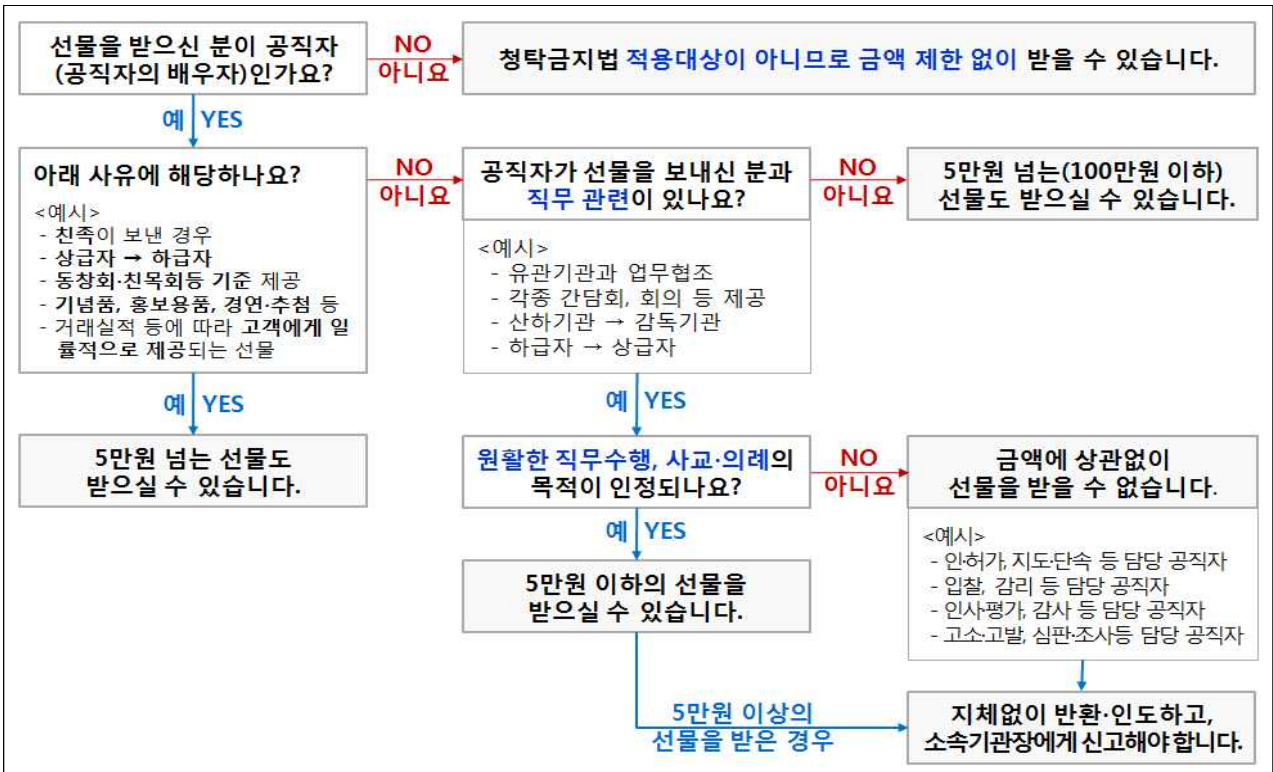 선물을 받으신 분이 공직자
(공직자의 배우자)인가요?
NO
아니요
청탁금지법 적용대상이 아니므로 금액 제한 없이 받을 수 있습니다.
예 YES
아래 사유에 해당하나요?
<예시>
- 친족이 보낸 경우
- 상급자 → 하급자
- 동창회·친목회등 기준 제공
- 기념품, 홍보용품, 경연·추첨 등
- 거래실적 등에 따라 고객에게 일
률적으로 제공되는 선물
NO
아니요
공직자가 선물을 보내신 분과
직무 관련이 있나요?
<예시>
- 유관기관과 업무협조
- 각종 간담회, 회의 등 제공
- 산하기관 → 감독기관
- 하급자 → 상급자
NO
아니요
5만원 넘는(100만원 이하)
선물도 받으실 수 있습니다.
예 YES
5만원 넘는 선물도
받으실 수 있습니다.
예 YES
원활한 직무수행, 사교·의례의
목적이 인정되나요?
NO
아니요
금액에 상관없이
선물을 받을 수 없습니다.
<예시>
- 인·허가, 지도·단속 등 담당 공직자
- 입찰, 감리 등 담당 공직자
- 인사·평가, 감사 등 담당 공직자
- 고소·고발, 심판·조사등 담당 공직자
예 YES
5만원 이하의 선물을
받으실 수 있습니다.
5만원 이상의
선물을 받은 경우
지체없이 반환·인도하고,
소속기관장에게 신고해야 합니다.